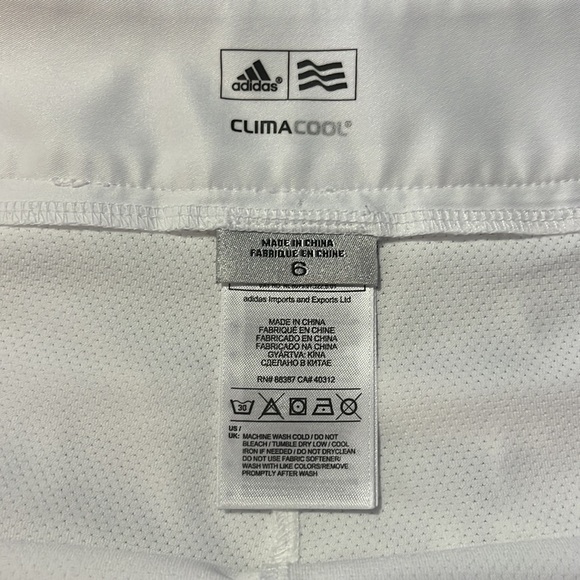 adidas®
CLIMACOOL®
MADE IN CHINA
FABRIQUE EN CHINE
6
adidas Imports and Exports Ltd
MADE IN CHINA
FABRIQUÉ EN CHINE
FABRICADO EN CHINA
FABRICADO NA CHINA
GYÁRTVA: KÍNA
СДЕЛАНО В КИТАЕ
RN# 88387 CA# 40312
30
US /
UK: MACHINE WASH COLD / DO NOT
BLEACH / TUMBLE DRY LOW / COOL
IRON IF NEEDED / DO NOT DRYCLEAN
DO NOT USE FABRIC SOFTENER/
WASH WITH LIKE COLORS/REMOVE
PROMPTLY AFTER WASH